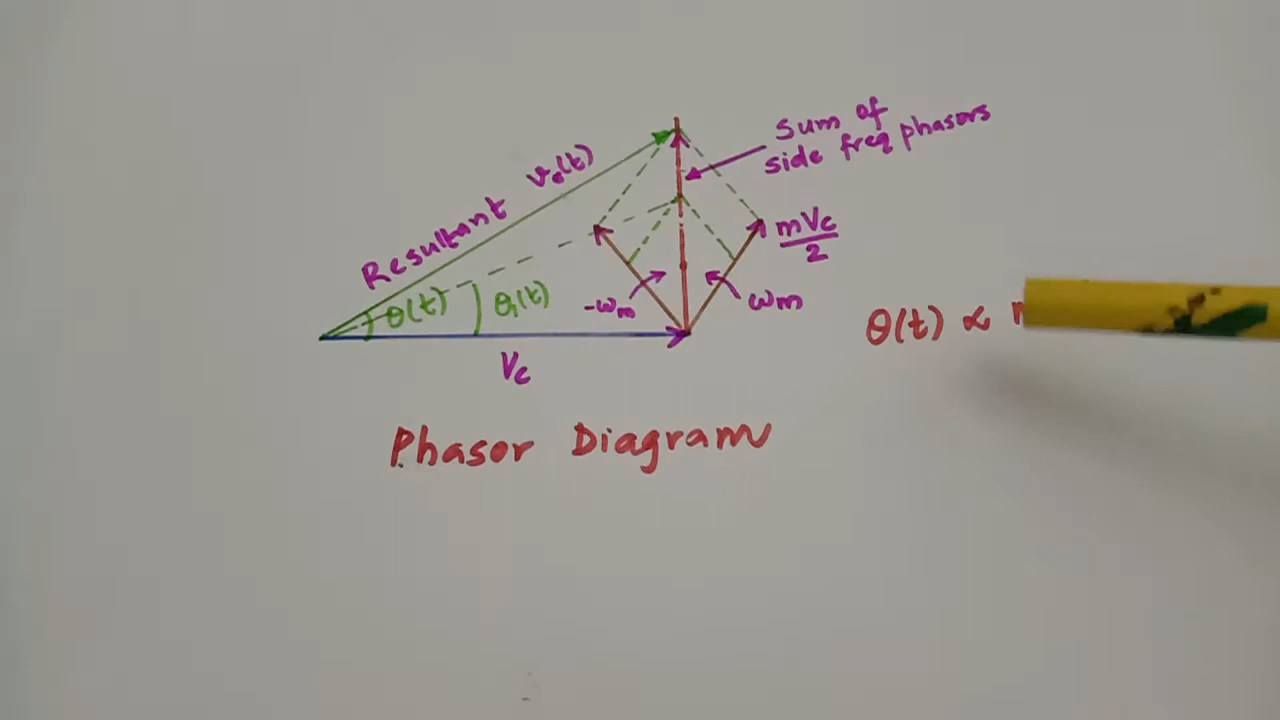 Sum of
side freq phasors
Resultant v₀(t)
mVc
2
θ(t)
θ₁(t)
-ωm
ωm
θ(t) ∝
Vc
Phasor Diagram